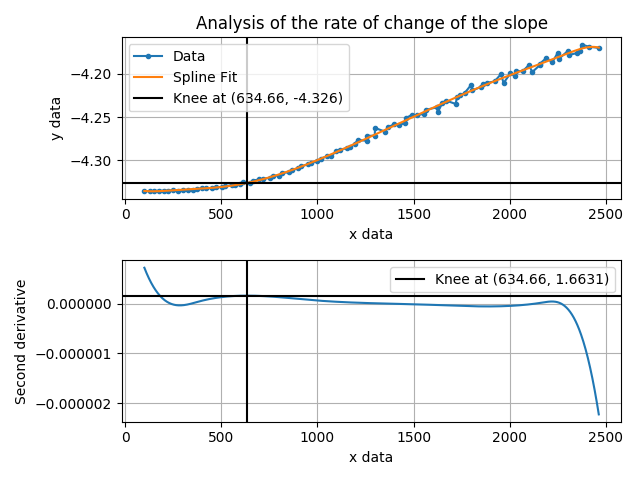 Analysis of the rate of change of the slope
Data
Spline Fit
Knee at (634.66, -4.326)
−4.20
−4.25
−4.30
y data
0 500 1000 1500 2000 2500
x data
Knee at (634.66, 1.6631)
0.000000
−0.000001
−0.000002
Second derivative
0 500 1000 1500 2000 2500
x data